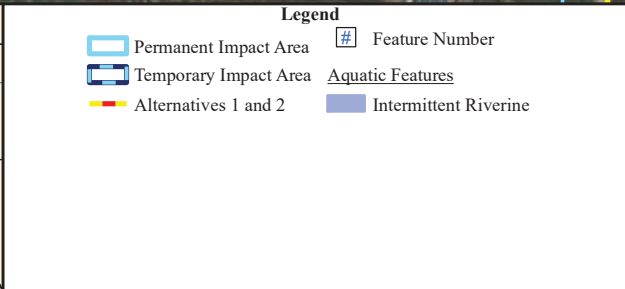 Legend
Permanent Impact Area
Temporary Impact Area
Alternatives 1 and 2
# Feature Number
Aquatic Features
Intermittent Riverine